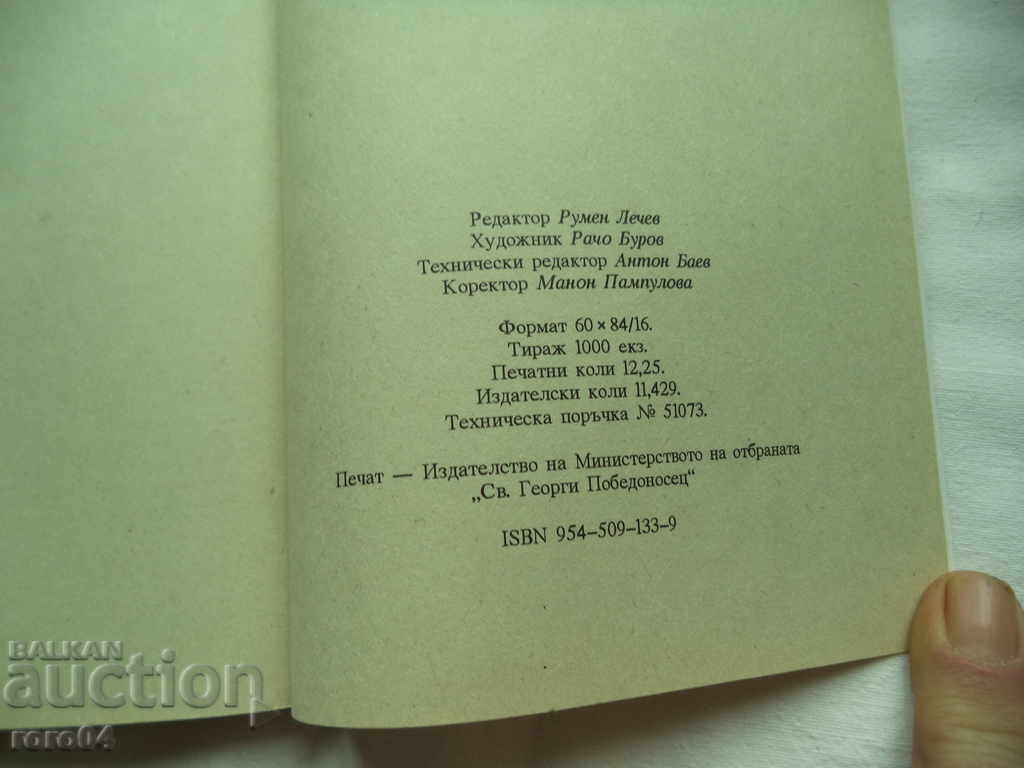 Редактор Румен Лечев
Художник Рачо Буров
Технически редактор Антон Баев
Коректор Манон Пампулова
Формат 60×84/16.
Тираж 1000 екз.
Печатни коли 12,25.
Издателски коли 11,429.
Техническа поръчка № 51073.
Печат — Издателство на Министерството на отбраната
„Св. Георги Победоносец“
ISBN 954–509–133–9
BALKAN
auction
roro04